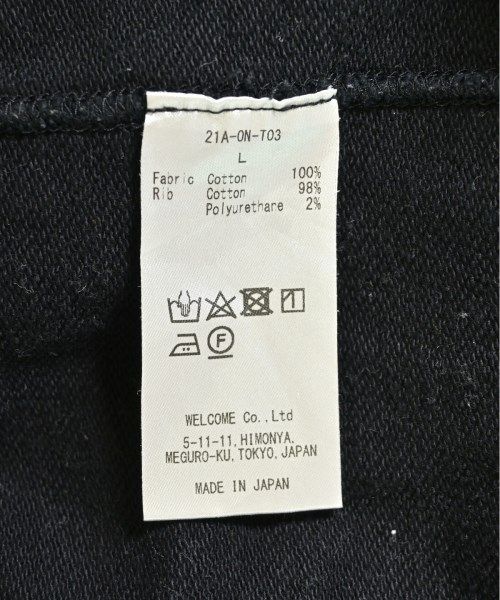 21A-ON-T03
L
Fabric Cotton 100%
Rib Cotton 98%
Polyurethare 2%
F
WELCOME Co.,Ltd
5-11-11, HIMONYA,
MEGURO-KU, TOKYO, JAPAN
MADE IN JAPAN